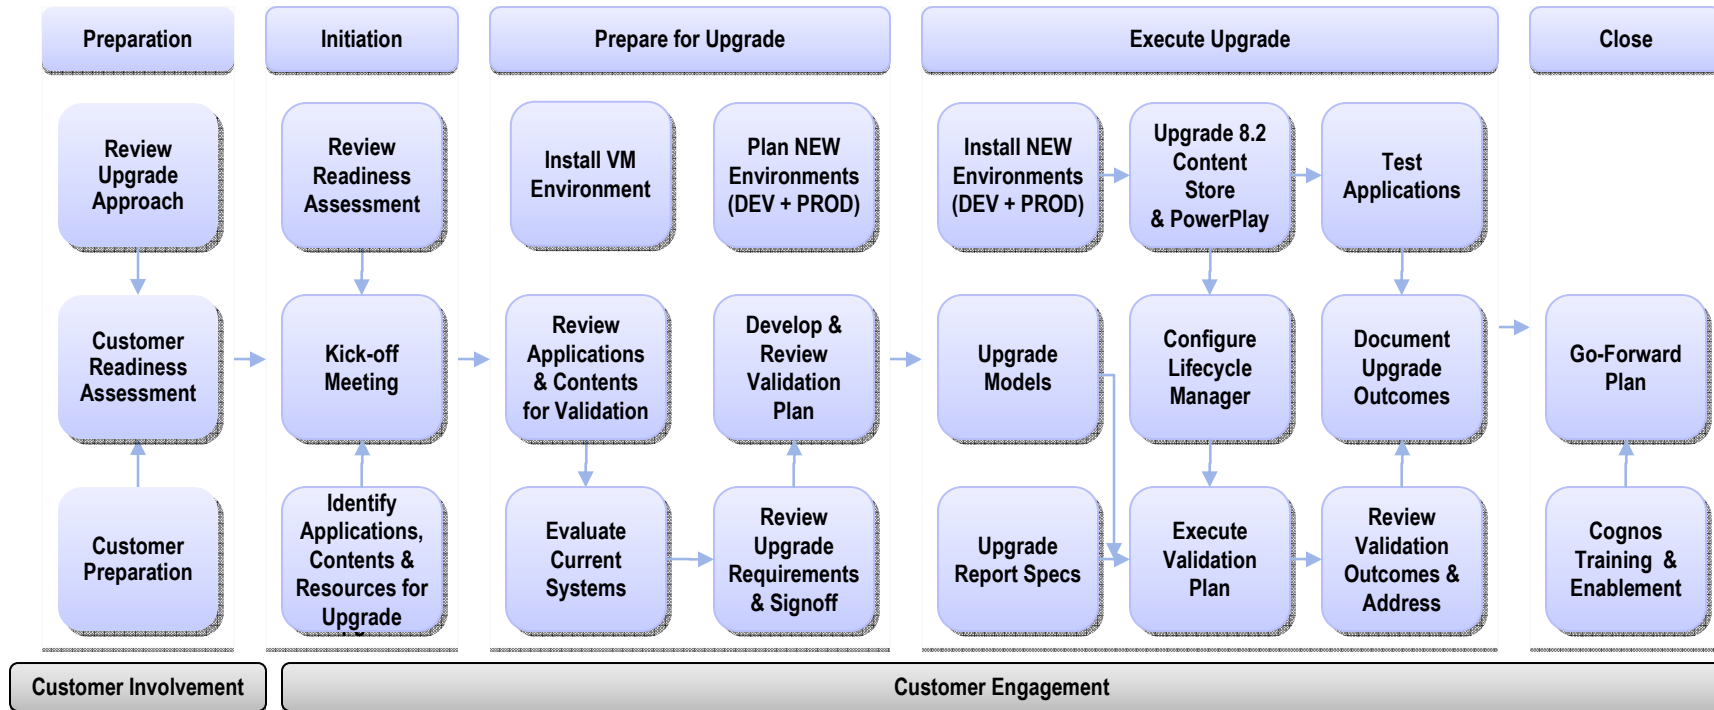 Preparation
Initiation
Prepare for Upgrade
Execute Upgrade
Close
Review
Upgrade
Approach
Review
Readiness
Assessment
Install VM
Environment
Plan NEW
Environments
(DEV + PROD)
Install NEW
Environments
(DEV + PROD)
Upgrade 8.2
Content
Store
& PowerPlay
Test
Applications
Customer
Readiness
Assessment
Kick-off
Meeting
Review
Applications
& Contents
for Validation
Develop &
Review
Validation
Plan
Upgrade
Models
Configure
Lifecycle
Manager
Document
Upgrade
Outcomes
Go-Forward
Plan
Customer
Preparation
Identify
Applications,
Contents &
Resources for
Upgrade
Evaluate
Current
Systems
Review
Upgrade
Requirements
& Signoff
Upgrade
Report Specs
Execute
Validation
Plan
Review
Validation
Outcomes &
Address
Cognos
Training &
Enablement
Customer Involvement
Customer Engagement